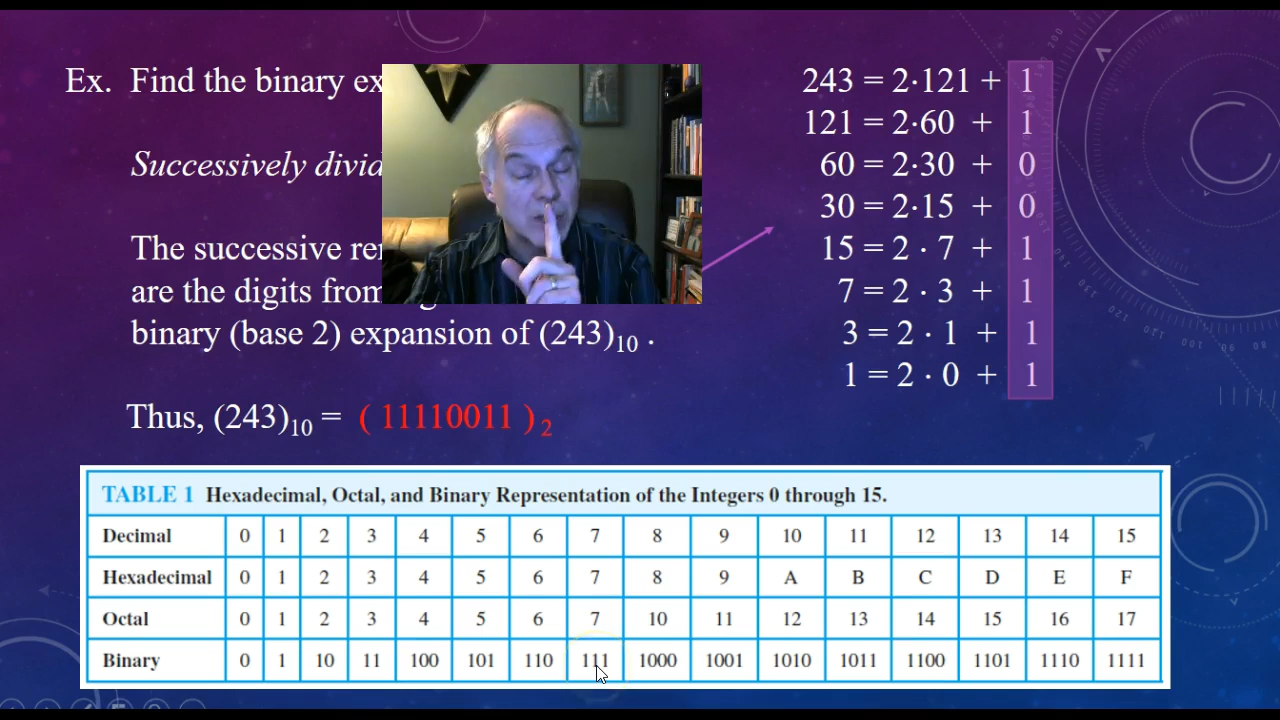 Ex. Find the binary ex
Successively divid
The successive re
are the digits from
binary (base 2) expansion of (243)₁₀ .
Thus, (243)₁₀ = ( 11110011 )₂
243 = 2·121 + 1
121 = 2·60 + 1
60 = 2·30 + 0
30 = 2·15 + 0
15 = 2 · 7 + 1
7 = 2 · 3 + 1
3 = 2 · 1 + 1
1 = 2 · 0 + 1
TABLE 1 Hexadecimal, Octal, and Binary Representation of the Integers 0 through 15.
Decimal 0 1 2 3 4 5 6 7 8 9 10 11 12 13 14 15
Hexadecimal 0 1 2 3 4 5 6 7 8 9 A B C D E F
Octal 0 1 2 3 4 5 6 7 10 11 12 13 14 15 16 17
Binary 0 1 10 11 100 101 110 111 1000 1001 1010 1011 1100 1101 1110 1111